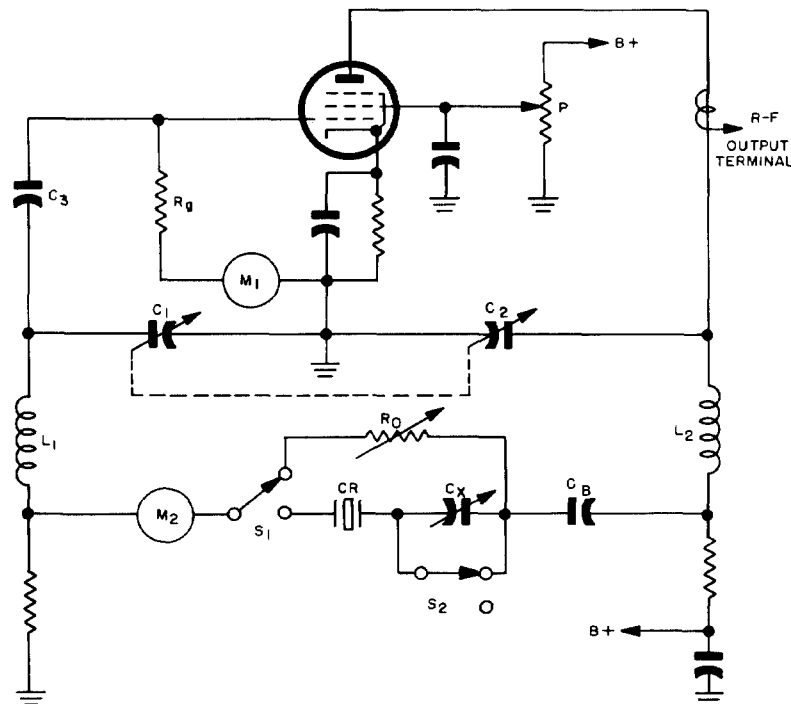 B+
P
R-F
OUTPUT
TERMINAL
C3
Rg
M1
C1
C2
L1
L2
RO
M2
S1
CR
CX
CB
S2
B+